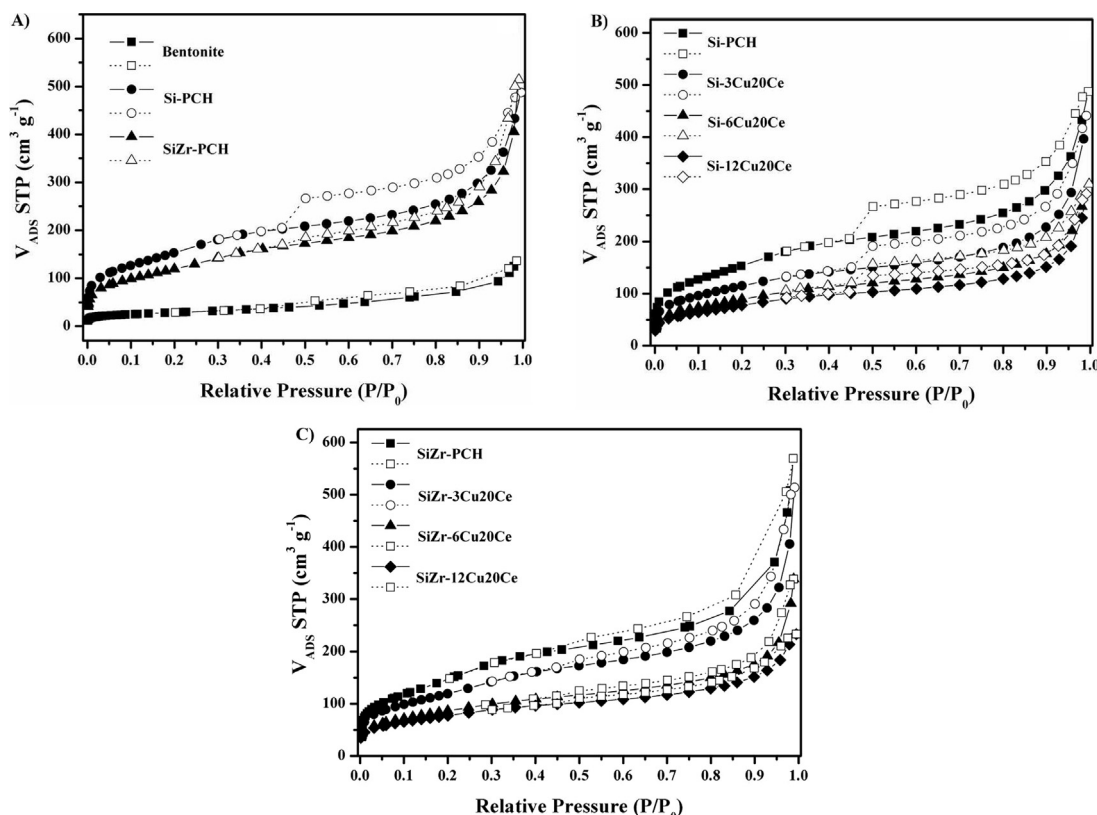 A)
600
500
400
300
200
100
0
V_ADS STP (cm³ g⁻¹)
Bentonite
Si-PCH
SiZr-PCH
0.0 0.1 0.2 0.3 0.4 0.5 0.6 0.7 0.8 0.9 1.0
Relative Pressure (P/P₀)
B)
600
500
400
300
200
100
0
V_ADS STP (cm³ g⁻¹)
Si-PCH
Si-3Cu20Ce
Si-6Cu20Ce
Si-12Cu20Ce
0.0 0.1 0.2 0.3 0.4 0.5 0.6 0.7 0.8 0.9 1.0
Relative Pressure (P/P₀)
C)
600
500
400
300
200
100
0
V_ADS STP (cm³ g⁻¹)
SiZr-PCH
SiZr-3Cu20Ce
SiZr-6Cu20Ce
SiZr-12Cu20Ce
0.0 0.1 0.2 0.3 0.4 0.5 0.6 0.7 0.8 0.9 1.0
Relative Pressure (P/P₀)